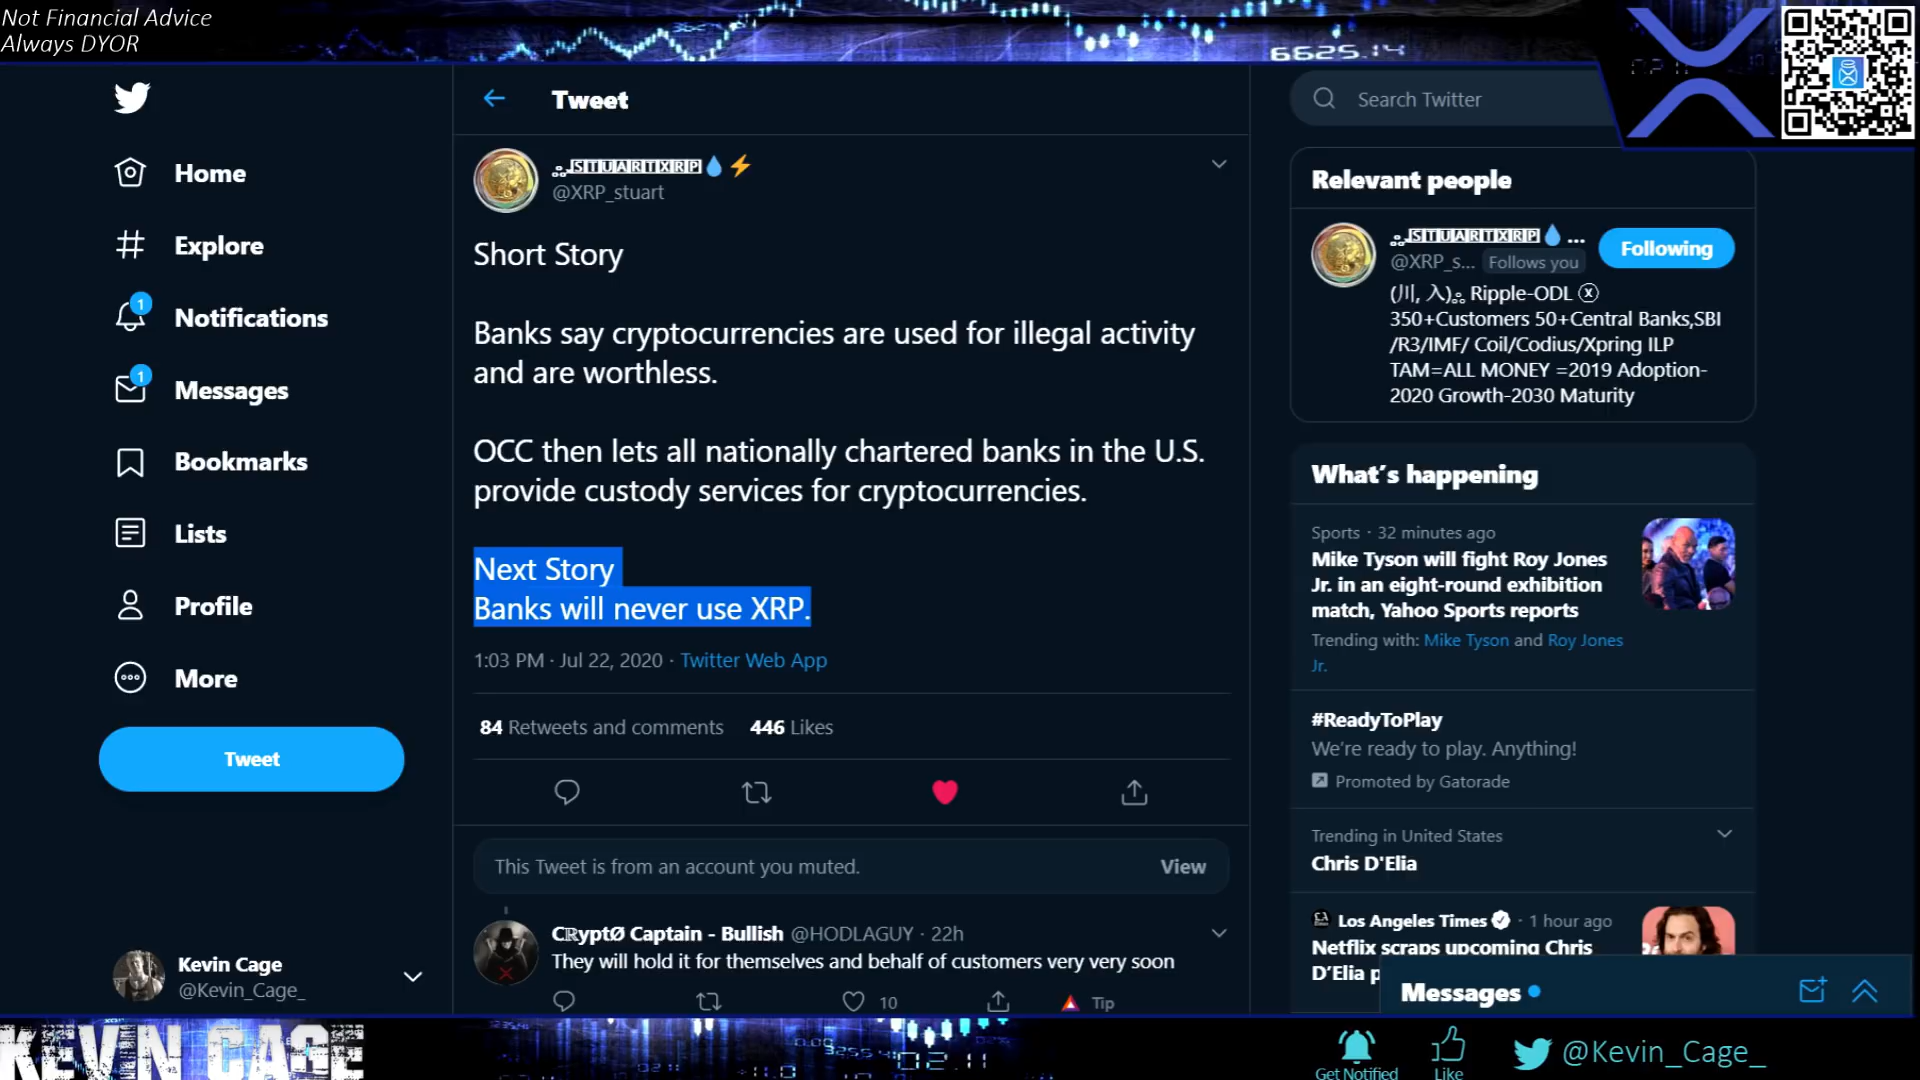 Not Financial Advice
Always DYOR
6625.14
Tweet
Search Twitter
Home
Explore
1
Notifications
1
Messages
Bookmarks
Lists
Profile
More
Tweet
Kevin Cage
@Kevin_Cage_
STUARTXRP💧⚡
@XRP_stuart
Short Story
Banks say cryptocurrencies are used for illegal activity
and are worthless.
OCC then lets all nationally chartered banks in the U.S.
provide custody services for cryptocurrencies.
Next Story
Banks will never use XRP.
1:03 PM · Jul 22, 2020 · Twitter Web App
84 Retweets and comments 446 Likes
This Tweet is from an account you muted. View
CℝyptØ Captain - Bullish @HODLAGUY · 22h
They will hold it for themselves and behalf of customers very very soon
10 Tip
Relevant people
STUARTXRP💧 ...
@XRP_s... Follows you
Following
(川, 入)ஃ Ripple-ODL ⓧ
350+Customers 50+Central Banks,SBI
/R3/IMF/ Coil/Codius/Xpring ILP
TAM=ALL MONEY =2019 Adoption-
2020 Growth-2030 Maturity
What's happening
Sports · 32 minutes ago
Mike Tyson will fight Roy Jones
Jr. in an eight-round exhibition
match, Yahoo Sports reports
Trending with: Mike Tyson and Roy Jones
Jr.
#ReadyToPlay
We're ready to play. Anything!
Promoted by Gatorade
Trending in United States
Chris D'Elia
Los Angeles Times · 1 hour ago
Netflix scraps upcoming Chris
D'Elia p
Messages
KEVIN CAGE
02.11
Get Notified
Like
@Kevin_Cage_